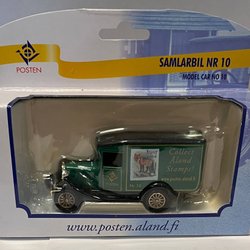 POSTEN
SAMLARBIL NR 10
MODEL CAR NO 10
Collect
Åland
Stamps!
www.posten.aland.fi